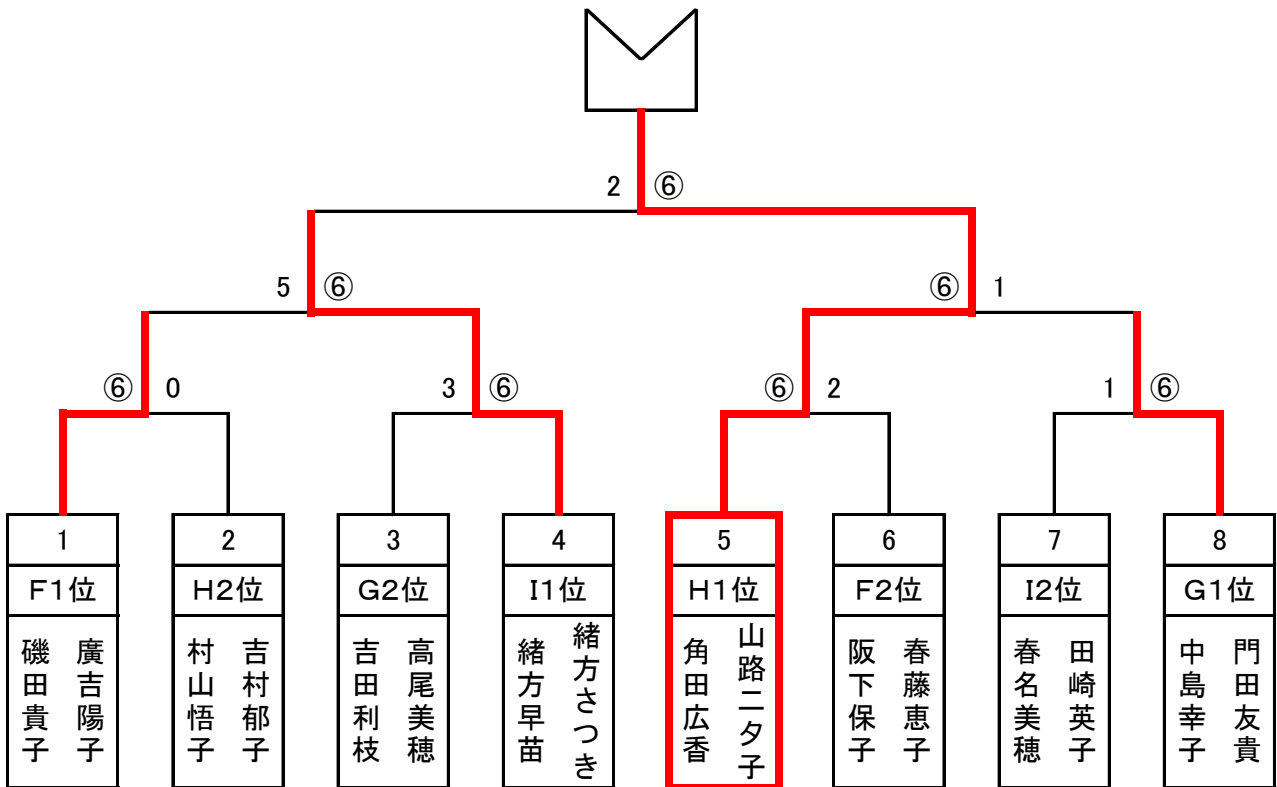 2 ⑥
5 ⑥ ⑥ 1
⑥ 0 3 ⑥ ⑥ 2 1 ⑥
1 2 3 4 5 6 7 8
F1位 H2位 G2位 I1位 H1位 F2位 I2位 G1位
磯田貴子
廣吉陽子
村山悟子
吉村郁子
吉田利枝
高尾美穂
緒方早苗
緒方さつき
角田広香
山路二タ子
阪下保子
春藤恵子
春名美穂
田崎英子
中島幸子
門田友貴